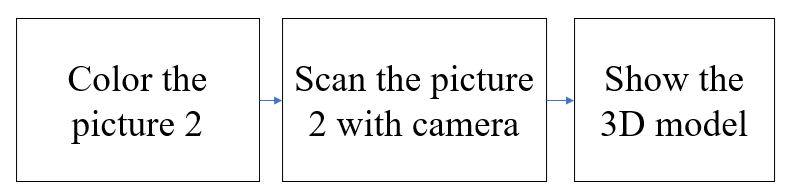 Color the
picture 2
Scan the picture
2 with camera
Show the
3D model